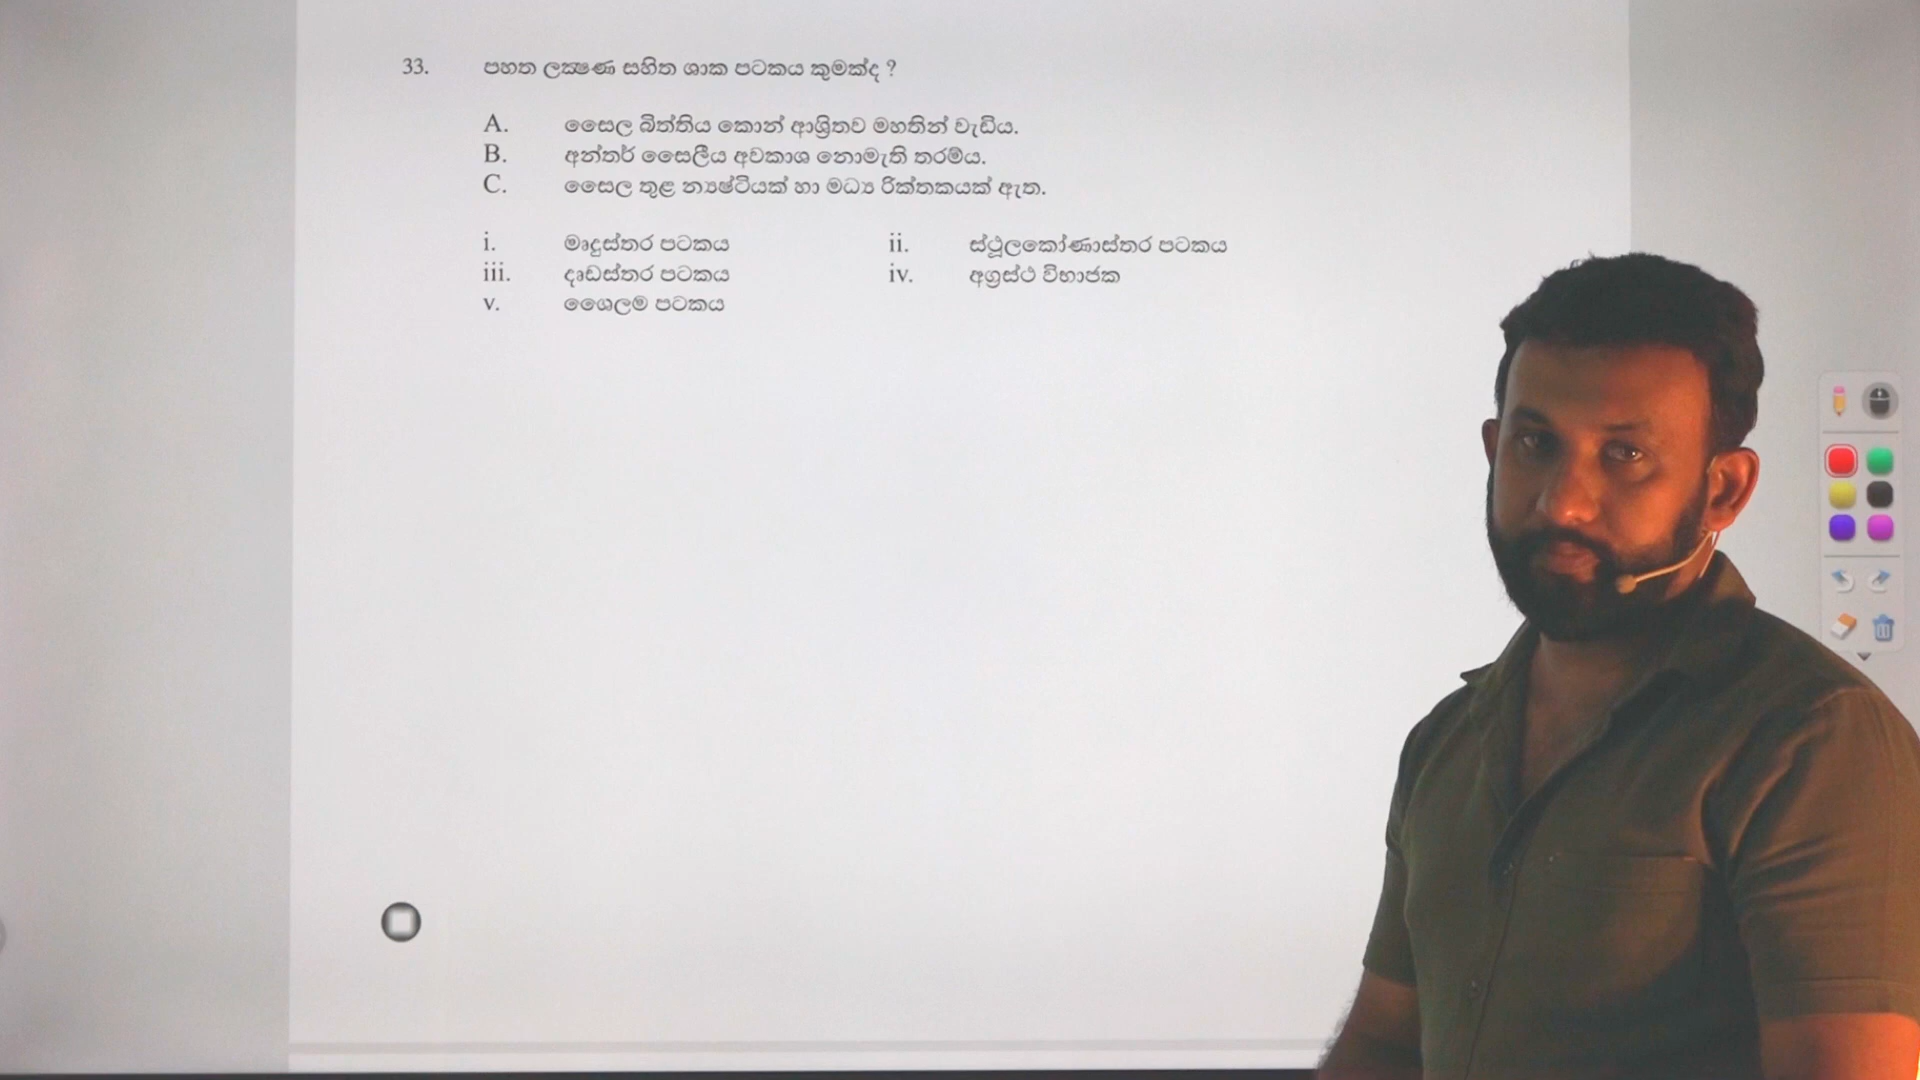 33. පහත ලක්‍ෂණ සහිත ශාක පටකය කුමක්ද ?
A. සෛල බිත්තිය කොන් ආශ්‍රිතව මහතින් වැඩිය.
B. අන්තර් සෛලීය අවකාශ නොමැති තරම්ය.
C. සෛල තුළ න්‍යෂ්ටියක් හා මධ්‍ය රික්තකයක් ඇත.
i. මෘදුස්තර පටකය ii. ස්ථූලකෝණාස්තර පටකය
iii. දෘඩස්තර පටකය iv. අග්‍රස්ථ විභාජක
v. ශෛලම පටකය